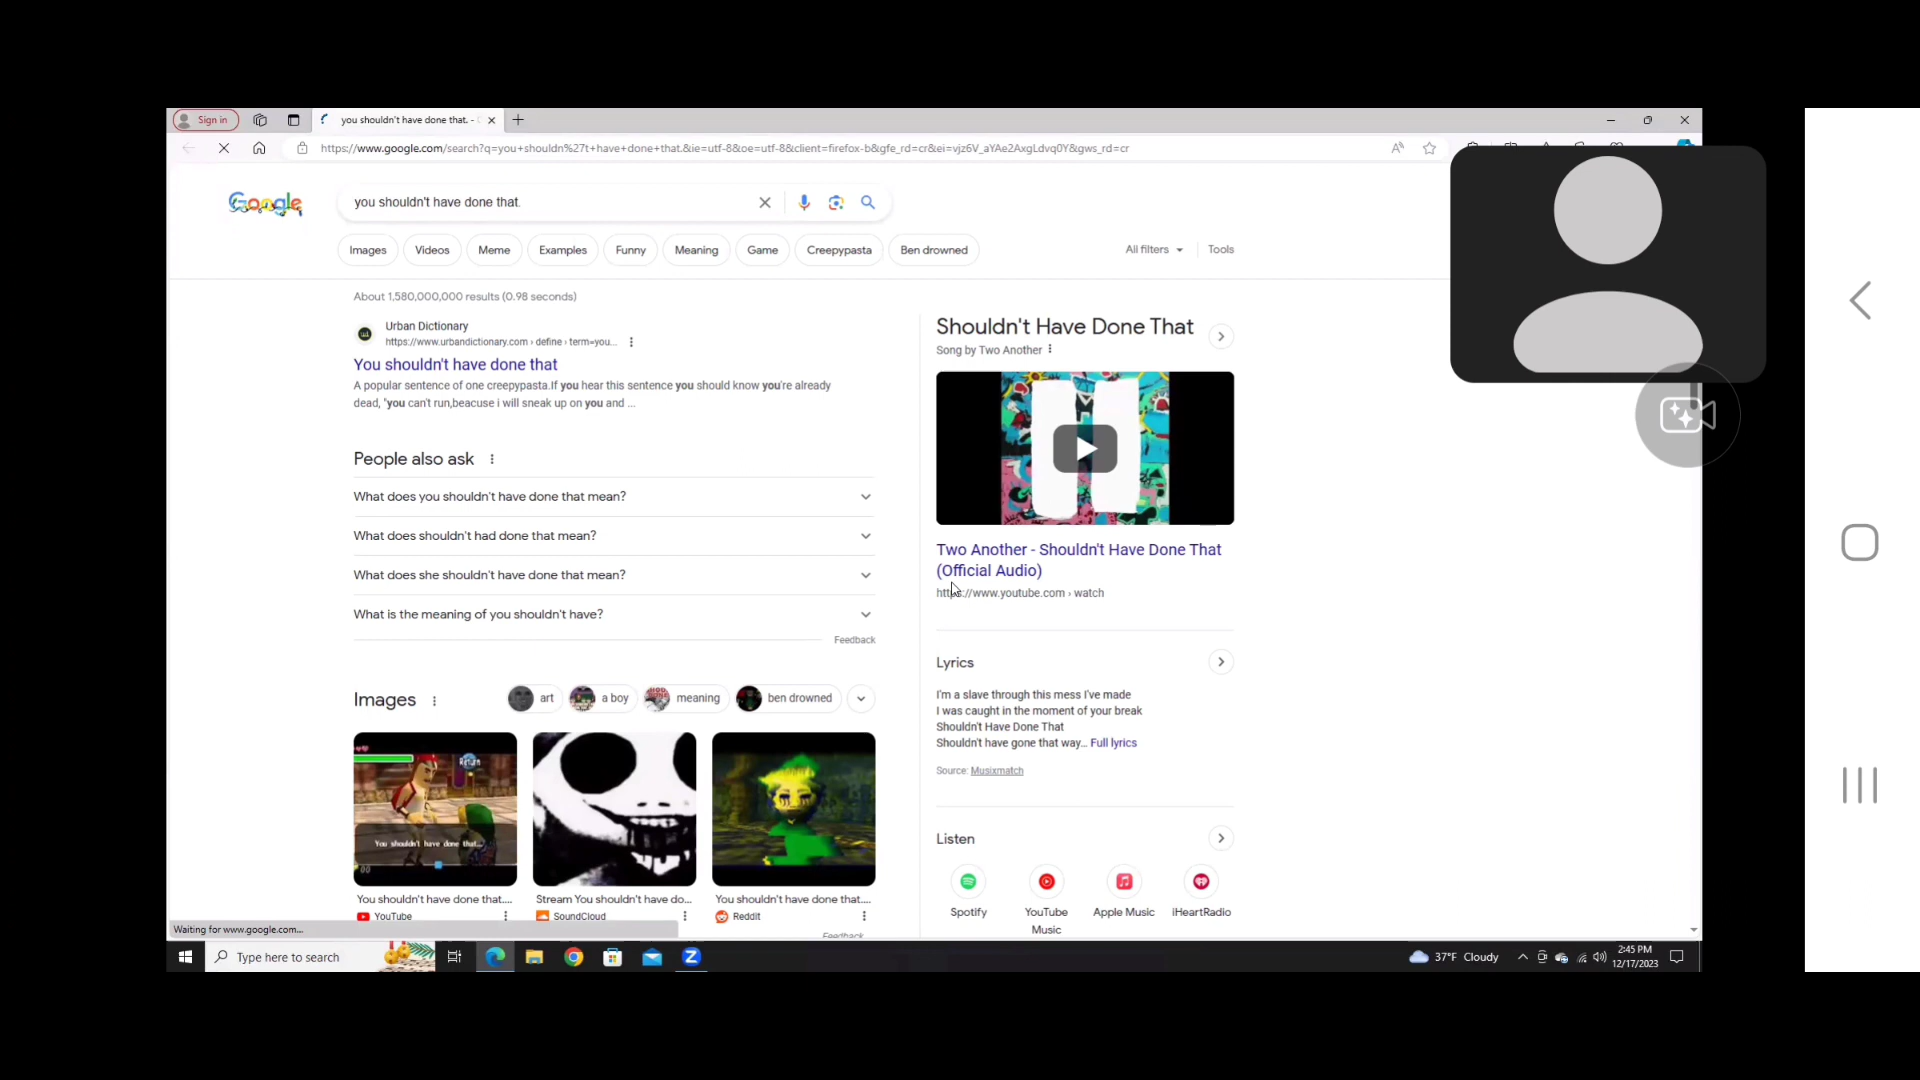 Sign in
you shouldn't have done that. -
https://www.google.com/search?q=you+shouldn%27t+have+done+that.&ie=utf-8&oe=utf-8&client=firefox-b&gfe_rd=cr&ei=vjz6V_aYAe2AxgLdvq0Y&gws_rd=cr
Google
you shouldn't have done that.
Images
Videos
Meme
Examples
Funny
Meaning
Game
Creepypasta
Ben drowned
All filters
Tools
About 1,580,000,000 results (0.98 seconds)
Urban Dictionary
https://www.urbandictionary.com › define › term=you...
You shouldn't have done that
A popular sentence of one creepypasta.If you hear this sentence you should know you're already
dead, "you can't run,beacuse i will sneak up on you and ...
People also ask
What does you shouldn't have done that mean?
What does shouldn't had done that mean?
What does she shouldn't have done that mean?
What is the meaning of you shouldn't have?
Feedback
Images
art
a boy
meaning
ben drowned
Return
You shouldn't have done that...
00
You shouldn't have done that....
YouTube
Stream You shouldn't have do...
SoundCloud
You shouldn't have done that....
Reddit
Feedback
Shouldn't Have Done That
Song by Two Another
Two Another - Shouldn't Have Done That
(Official Audio)
https://www.youtube.com › watch
Lyrics
I'm a slave through this mess I've made
I was caught in the moment of your break
Shouldn't Have Done That
Shouldn't have gone that way... Full lyrics
Source: Musixmatch
Listen
Spotify
YouTube
Music
Apple Music
iHeartRadio
Waiting for www.google.com...
Type here to search
37°F Cloudy
2:45 PM
12/17/2023